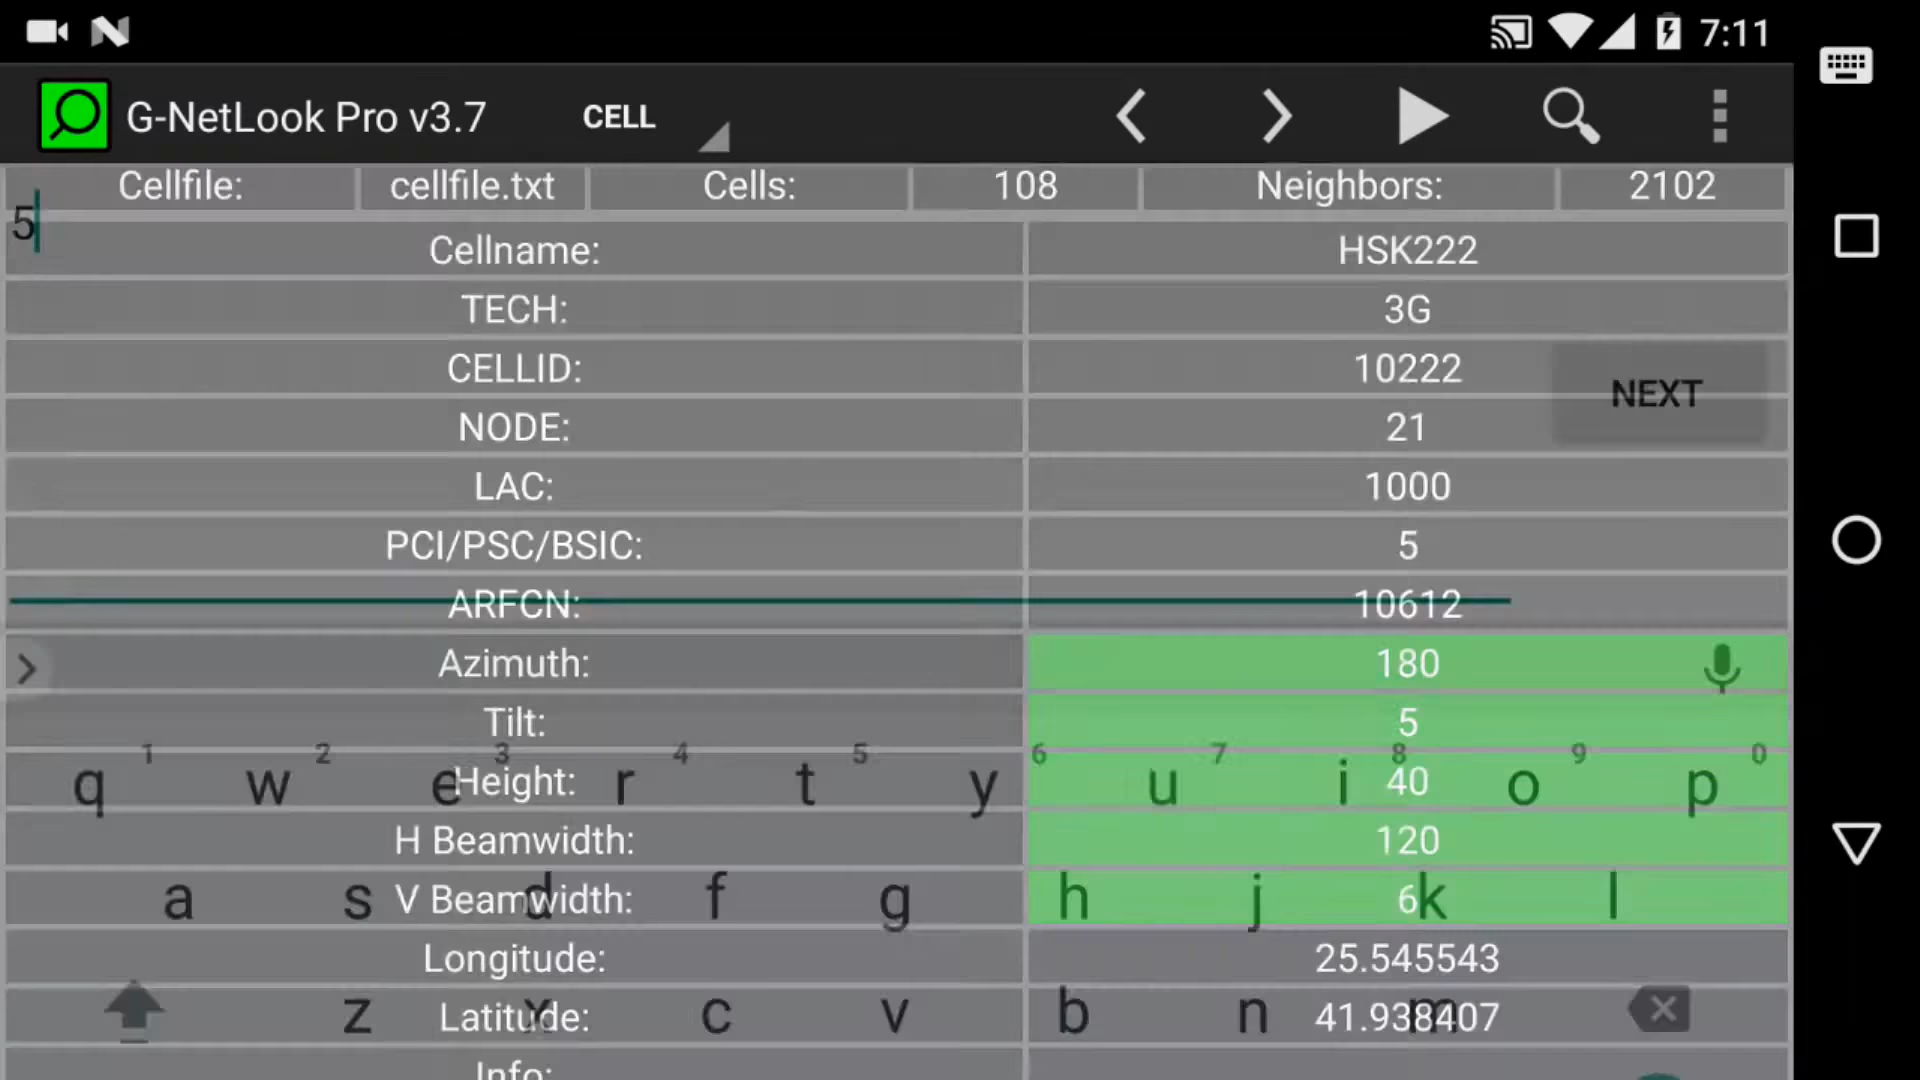 7:11
G-NetLook Pro v3.7 CELL
Cellfile: cellfile.txt Cells: 108 Neighbors: 2102
5
Cellname: HSK222
TECH: 3G
CELLID: 10222
NEXT
NODE: 21
LAC: 1000
PCI/PSC/BSIC: 5
ARFCN: 10612
Azimuth: 180
Tilt: 5
1 2 3 4 5 6 7 8 9 0
q w e r t y u i o p
Height: 40
H Beamwidth: 120
a s d f g h j k l
V Beamwidth: 6
Longitude: 25.545543
z x c v b n m
Latitude: 41.938407
Info: